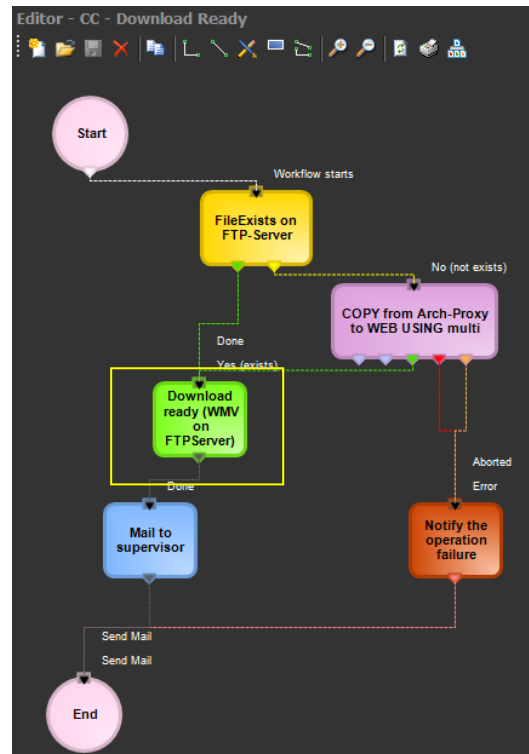 Editor - CC - Download Ready
Start
Workflow starts
FileExists on
FTP-Server
No (not exists)
COPY from Arch-Proxy
to WEB USING multi
Done
Yes (exists)
Download
ready (WMV
on
FTPServer)
Done
Aborted
Error
Mail to
supervisor
Notify the
operation
failure
Send Mail
Send Mail
End